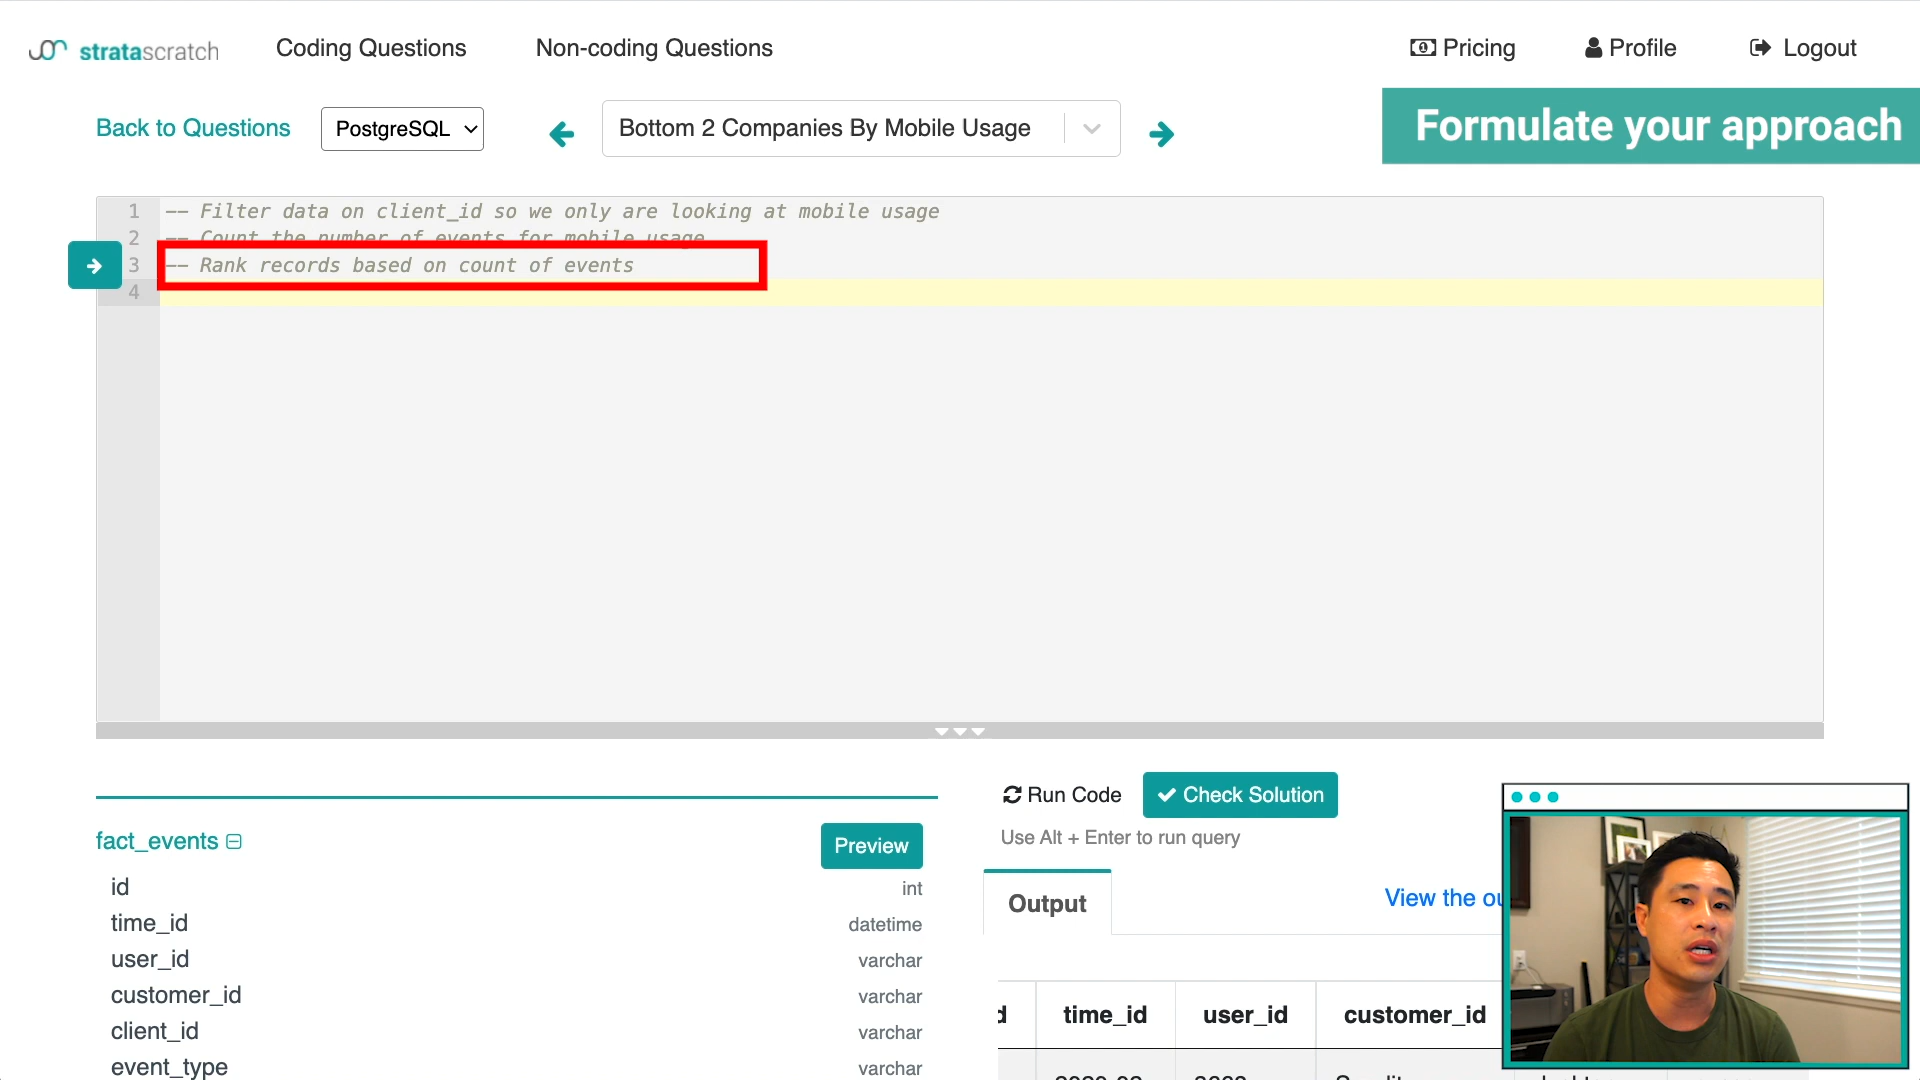 stratascratch
Coding Questions
Non-coding Questions
Pricing
Profile
Logout
Back to Questions
PostgreSQL
Bottom 2 Companies By Mobile Usage
Formulate your approach
1 -- Filter data on client_id so we only are looking at mobile usage
2 -- Count the number of events for mobile usage
3 -- Rank records based on count of events
4
Run Code
Check Solution
Use Alt + Enter to run query
fact_events
Preview
id int
time_id datetime
user_id varchar
customer_id varchar
client_id varchar
event_type varchar
Output
View the ou
d time_id user_id customer_id